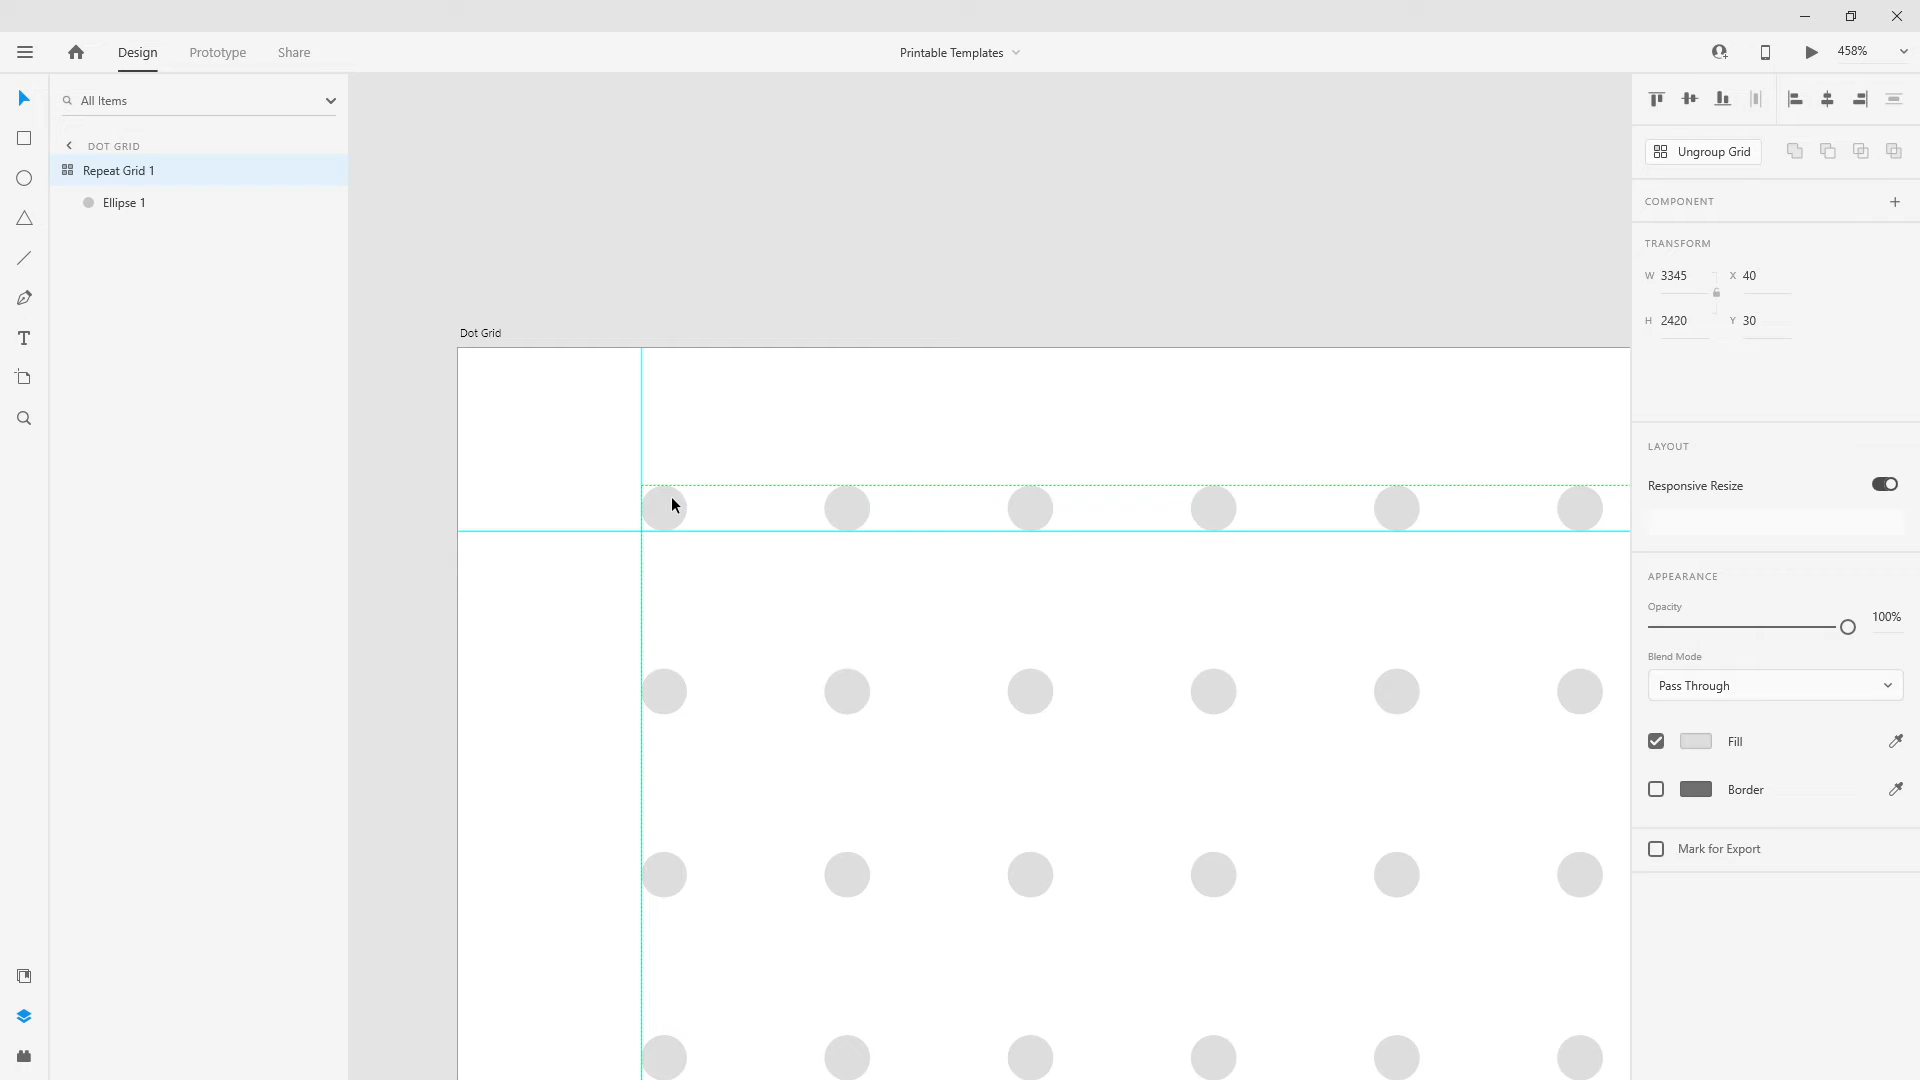 Design Prototype Share Printable Templates 458%
All Items
DOT GRID
Repeat Grid 1
Ellipse 1
Dot Grid
Ungroup Grid
COMPONENT
TRANSFORM
W 3345 X 40
H 2420 Y 30
LAYOUT
Responsive Resize
APPEARANCE
Opacity
100%
Blend Mode
Pass Through
Fill
Border
Mark for Export